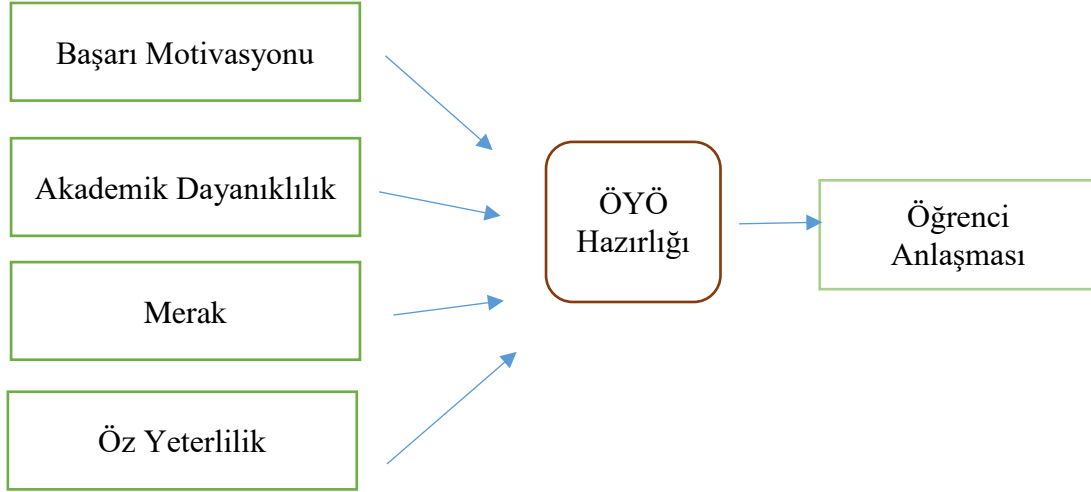 Başarı Motivasyonu
Akademik Dayanıklılık
Merak
Öz Yeterlilik
ÖYÖ
Hazırlığı
Öğrenci
Anlaşması